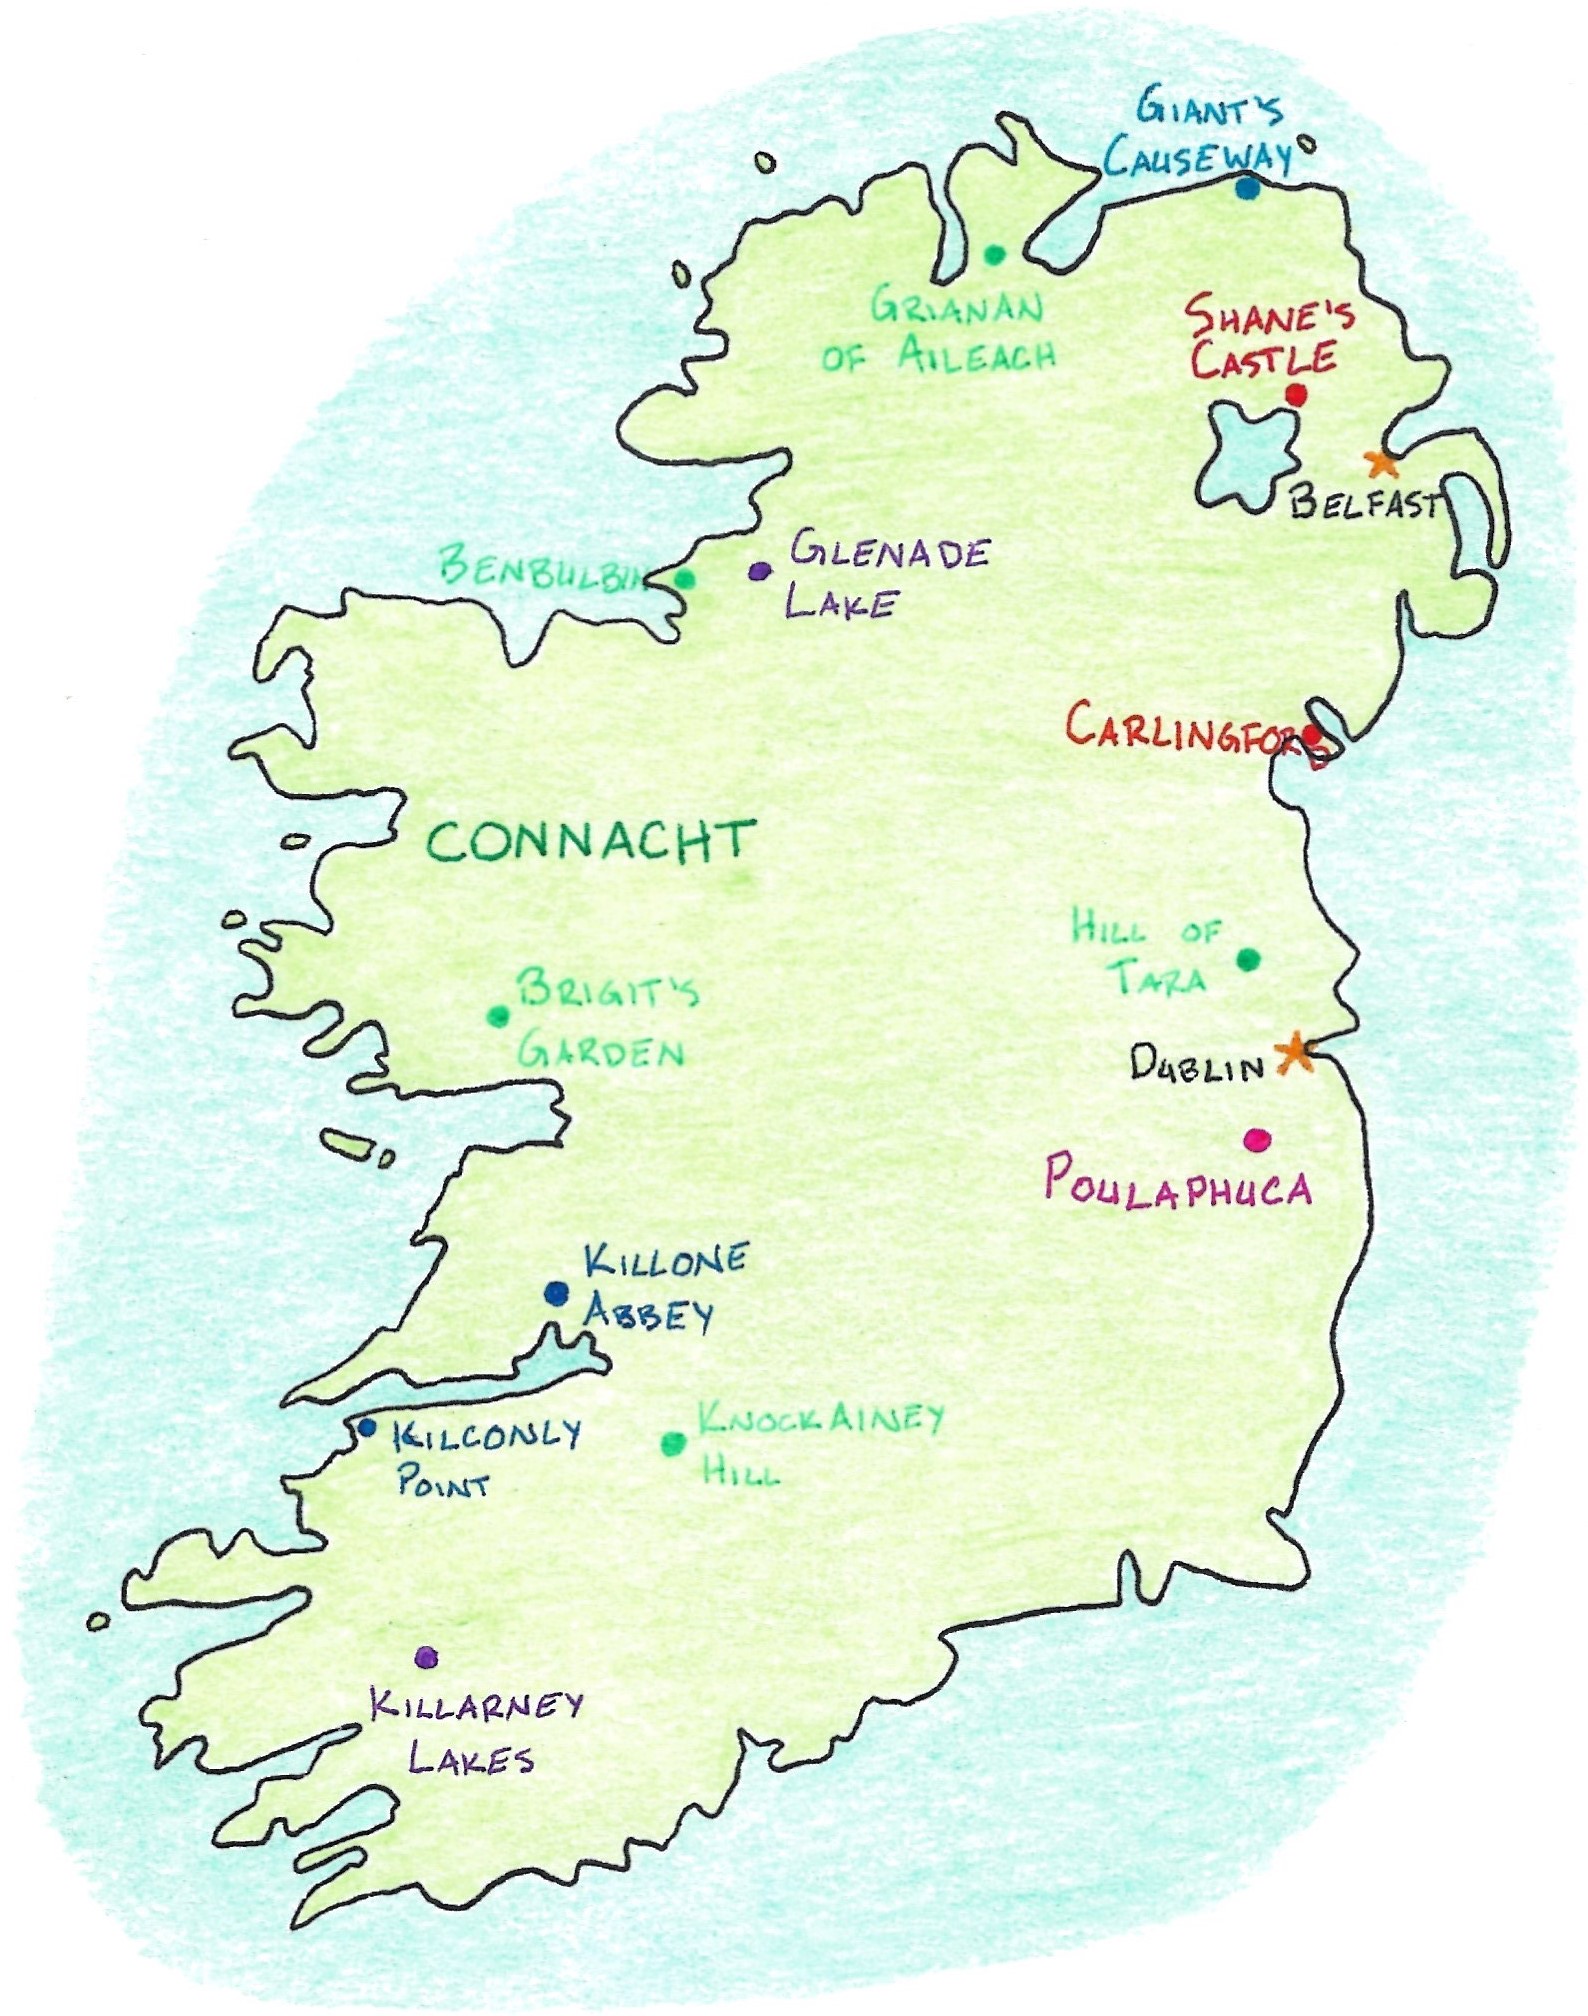 GIANT'S
CAUSEWAY
GRIANAN
OF AILEACH
SHANE'S
CASTLE
BELFAST
BENBULBIN
GLENADE
LAKE
CARLINGFORD
CONNACHT
HILL OF
TARA
BRIGIT'S
GARDEN
DUBLIN
POULAPHUCA
KILLONE
ABBEY
KILCONLY
POINT
KNOCKAINEY
HILL
KILLARNEY
LAKES